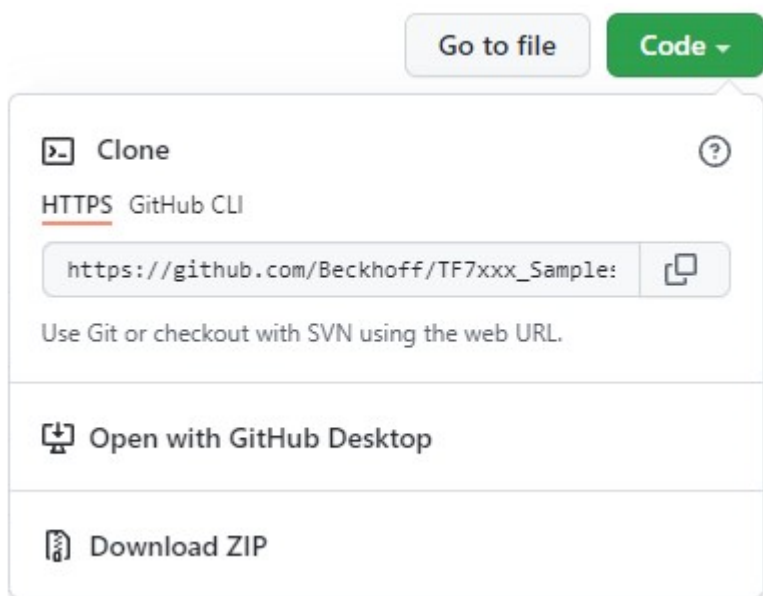 Go to file
Code
Clone
HTTPS GitHub CLI
https://github.com/Beckhoff/TF7xxx_Samples
Use Git or checkout with SVN using the web URL.
Open with GitHub Desktop
Download ZIP